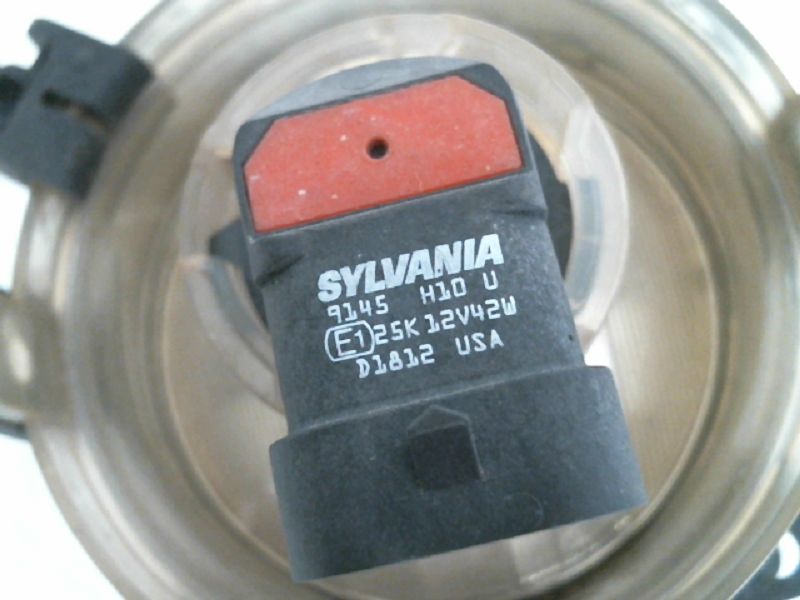 SYLVANIA
9145 H10 U
E1 25K 12V42W
D1812 USA